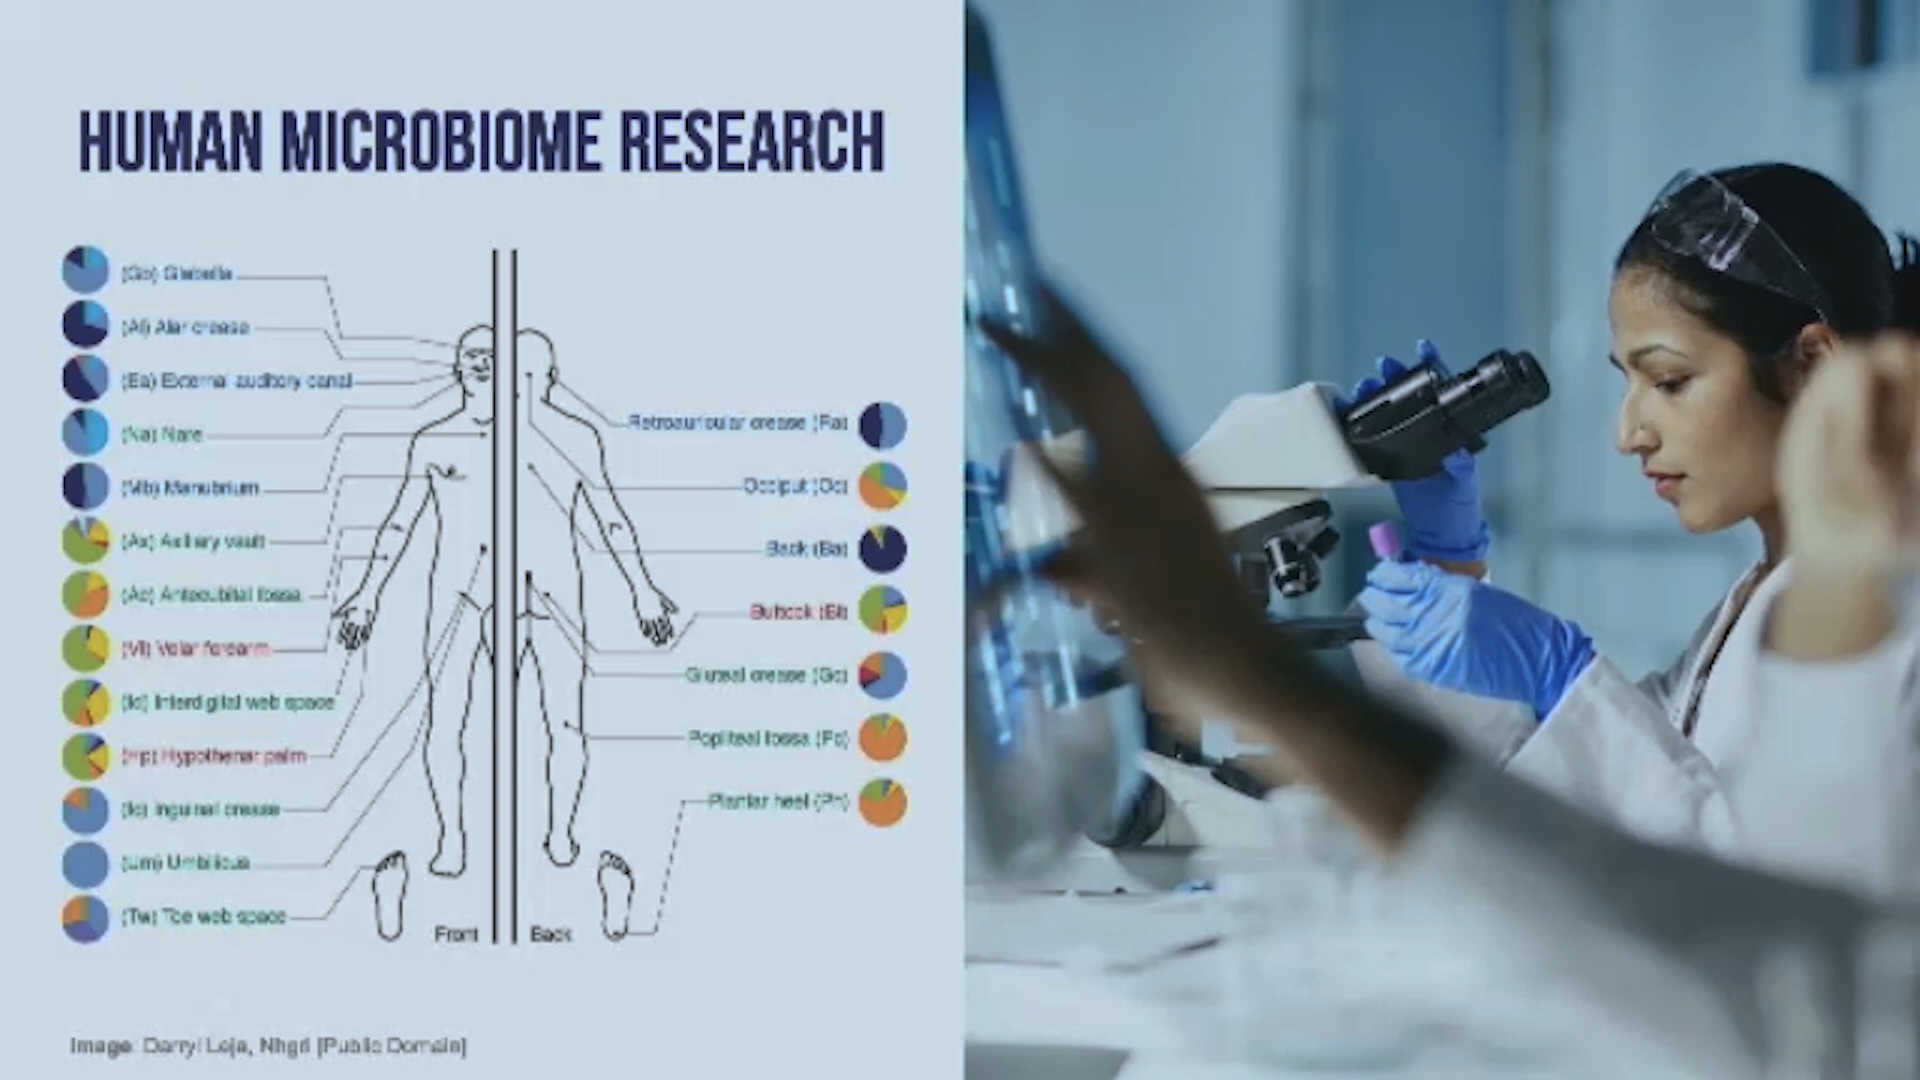 HUMAN MICROBIOME RESEARCH
(Gb) Glabella
(Al) Alar crease
(Ea) External auditory canal
(Na) Nare
(Mb) Manubrium
(Ax) Axillary vault
(Ac) Antecubital fossa
(Vf) Volar forearm
(Id) Interdigital web space
(Hp) Hypothenar palm
(Ic) Inguinal crease
(Um) Umbilicus
(Tw) Toe web space
Retroauricular crease (Ra)
Occiput (Oc)
Back (Ba)
Buttock (Bt)
Gluteal crease (Gc)
Popliteal fossa (Pc)
Plantar heel (Ph)
Front
Back
Image: Darryl Leja, Nhgri [Public Domain]